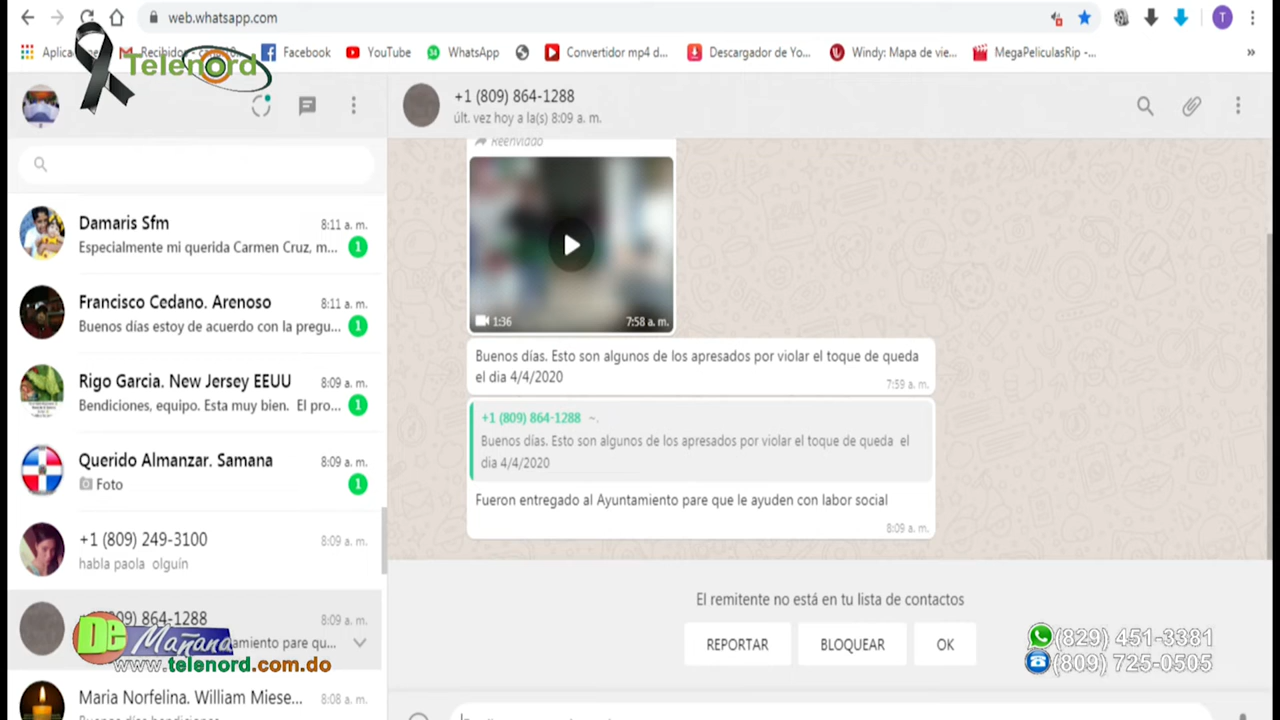 web.whatsapp.com
T
Recibidos
Facebook
YouTube
WhatsApp
Convertidor mp4 d...
Descargador de Yo...
Windy: Mapa de vie...
MegaPeliculasRip -...
»
Telenord
+1 (809) 864-1288
últ. vez hoy a la(s) 8:09 a. m.
Reenviado
1:36
7:58 a. m.
Buenos días. Esto son algunos de los apresados por violar el toque de queda
el dia 4/4/2020
7:59 a. m.
+1 (809) 864-1288 ~.
Buenos días. Esto son algunos de los apresados por violar el toque de queda el
dia 4/4/2020
Fueron entregado al Ayuntamiento pare que le ayuden con labor social
8:09 a. m.
El remitente no está en tu lista de contactos
REPORTAR
BLOQUEAR
OK
Damaris Sfm
8:11 a. m.
Especialmente mi querida Carmen Cruz, m...
1
Francisco Cedano. Arenoso
8:11 a. m.
Buenos días estoy de acuerdo con la pregu...
1
Rigo Garcia. New Jersey EEUU
8:09 a. m.
Bendiciones, equipo. Esta muy bien. El pro...
1
Querido Almanzar. Samana
8:09 a. m.
Foto
1
+1 (809) 249-3100
8:09 a. m.
habla paola olguín
864-1288
8:09 a. m.
pare qu...
De Mañana
www.telenord.com.do
Maria Norfelina. William Miese...
8:08 a. m.
(829) 451-3381
(809) 725-0505